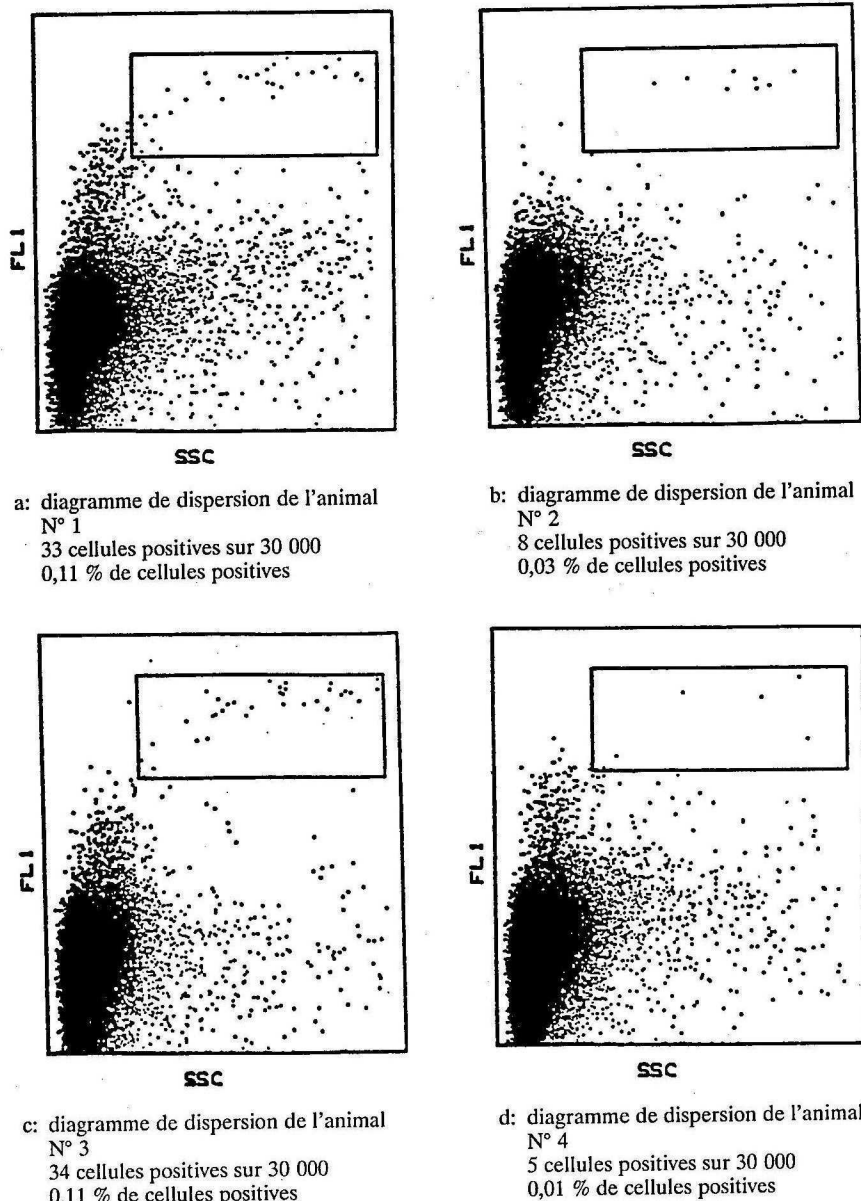 FL1
SSC
a: diagramme de dispersion de l'animal
N° 1
33 cellules positives sur 30 000
0,11 % de cellules positives
FL1
SSC
b: diagramme de dispersion de l'animal
N° 2
8 cellules positives sur 30 000
0,03 % de cellules positives
FL1
SSC
c: diagramme de dispersion de l'animal
N° 3
34 cellules positives sur 30 000
0,11 % de cellules positives
FL1
SSC
d: diagramme de dispersion de l'animal
N° 4
5 cellules positives sur 30 000
0,01 % de cellules positives